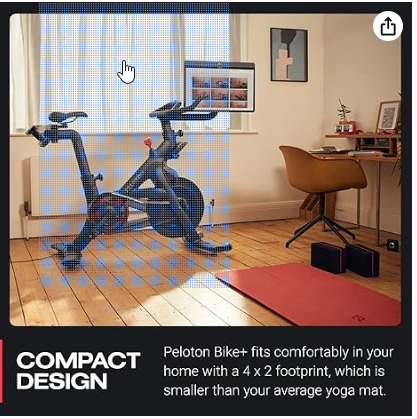 COMPACT
DESIGN
Peloton Bike+ fits comfortably in your
home with a 4 x 2 footprint, which is
smaller than your average yoga mat.